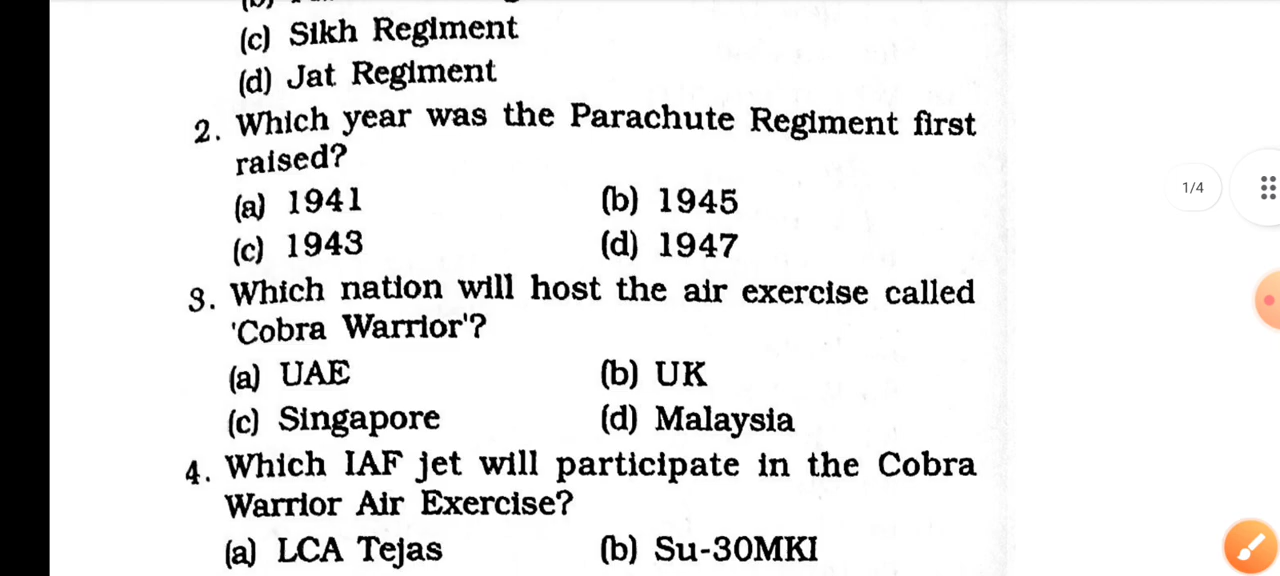 (c) Sikh Regiment
(d) Jat Regiment
2. Which year was the Parachute Regiment first
raised?
(a) 1941 (b) 1945
(c) 1943 (d) 1947
3. Which nation will host the air exercise called
'Cobra Warrior'?
(a) UAE (b) UK
(c) Singapore (d) Malaysia
4. Which IAF jet will participate in the Cobra
Warrior Air Exercise?
(a) LCA Tejas (b) Su-30MKI
1/4